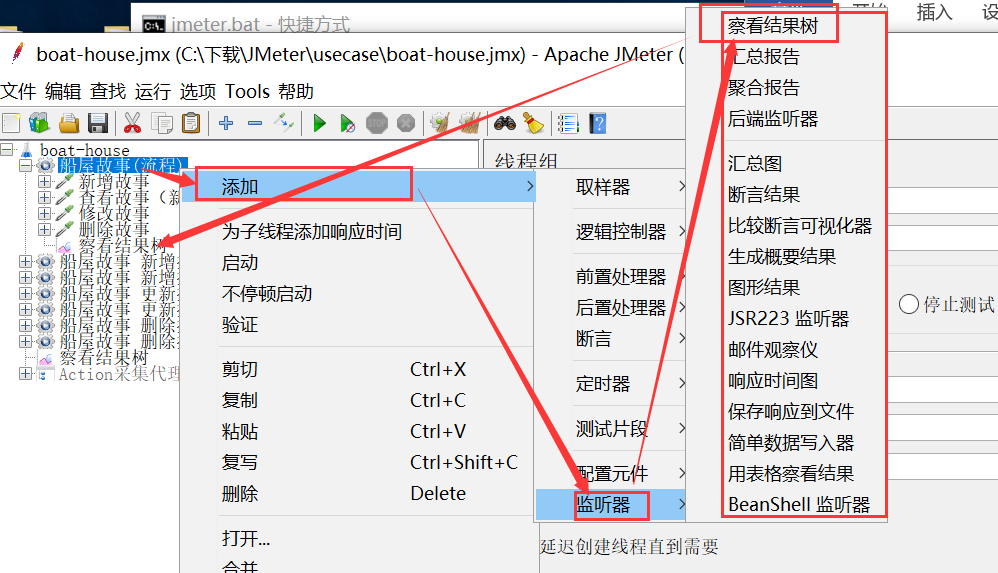 jmeter.bat - 快捷方式
开始 插入 设
boat-house.jmx (C:\下载\JMeter\usecase\boat-house.jmx) - Apache JMeter (
文件 编辑 查找 运行 选项 Tools 帮助
boat-house
船屋故事(流程)
新增故事
查看故事（新
修改故事
删除故事
察看结果树
船屋故事 新增
船屋故事 新增
船屋故事 更新
船屋故事 更新
船屋故事 删除
船屋故事 删除
察看结果树
Action采集代理
线程组
添加
为子线程添加响应时间
启动
不停顿启动
验证
剪切 Ctrl+X
复制 Ctrl+C
粘贴 Ctrl+V
复写 Ctrl+Shift+C
删除 Delete
打开...
合并
取样器
逻辑控制器
前置处理器
后置处理器
断言
定时器
测试片段
配置元件
监听器
察看结果树
汇总报告
聚合报告
后端监听器
汇总图
断言结果
比较断言可视化器
生成概要结果
图形结果
JSR223 监听器
邮件观察仪
响应时间图
保存响应到文件
简单数据写入器
用表格察看结果
BeanShell 监听器
停止测试
延迟创建线程直到需要